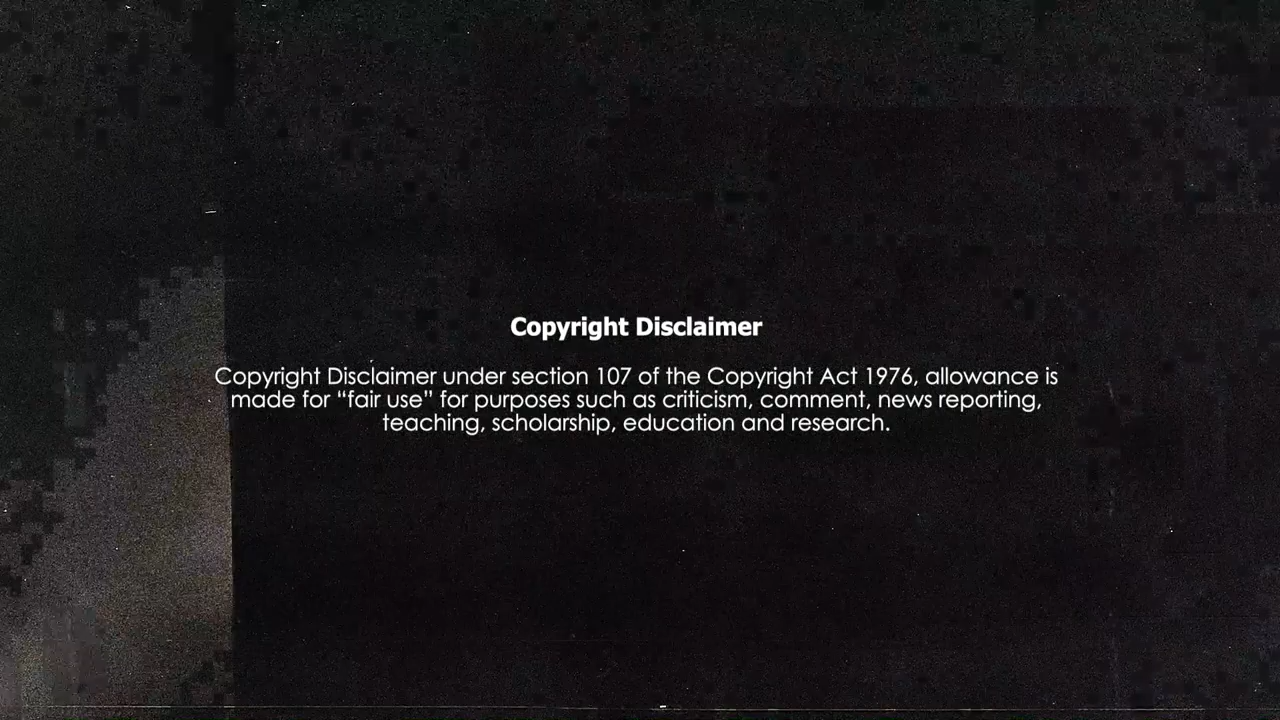 Copyright Disclaimer
Copyright Disclaimer under section 107 of the Copyright Act 1976, allowance is
made for “fair use” for purposes such as criticism, comment, news reporting,
teaching, scholarship, education and research.